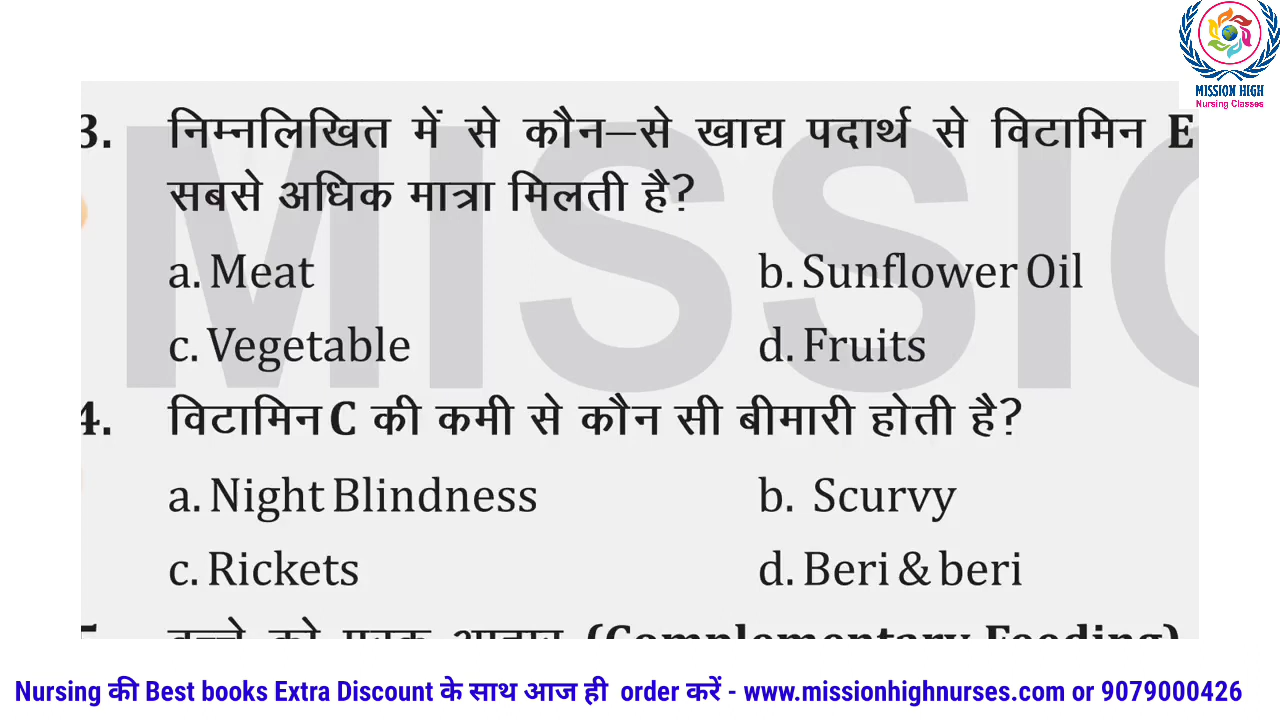 MISSION HIGH
Nursing Classes
3. निम्नलिखित में से कौन–से खाद्य पदार्थ से विटामिन E
सबसे अधिक मात्रा मिलती है?
a. Meat b. Sunflower Oil
c. Vegetable d. Fruits
4. विटामिन C की कमी से कौन सी बीमारी होती है?
a. Night Blindness b. Scurvy
c. Rickets d. Beri & beri
(Complementary Feeding)
Nursing की Best books Extra Discount के साथ आज ही order करें - www.missionhighnurses.com or 9079000426